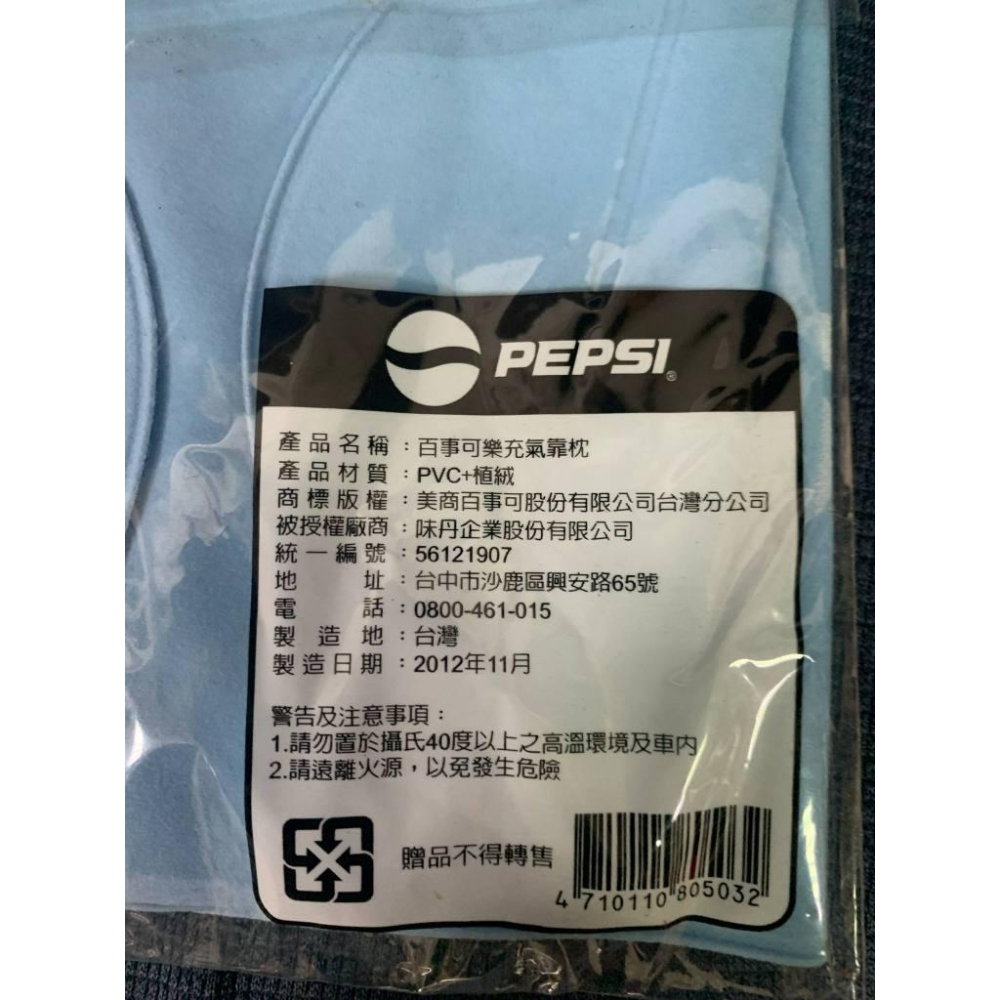 PEPSI®
產品名稱：百事可樂充氣靠枕
產品材質：PVC+植絨
商標版權：美商百事可股份有限公司台灣分公司
被授權廠商：味丹企業股份有限公司
統一編號：56121907
地址：台中市沙鹿區興安路65號
電話：0800-461-015
製造地：台灣
製造日期：2012年11月
警告及注意事項：
1.請勿置於攝氏40度以上之高溫環境及車內
2.請遠離火源，以免發生危險
贈品不得轉售
4 710110 805032